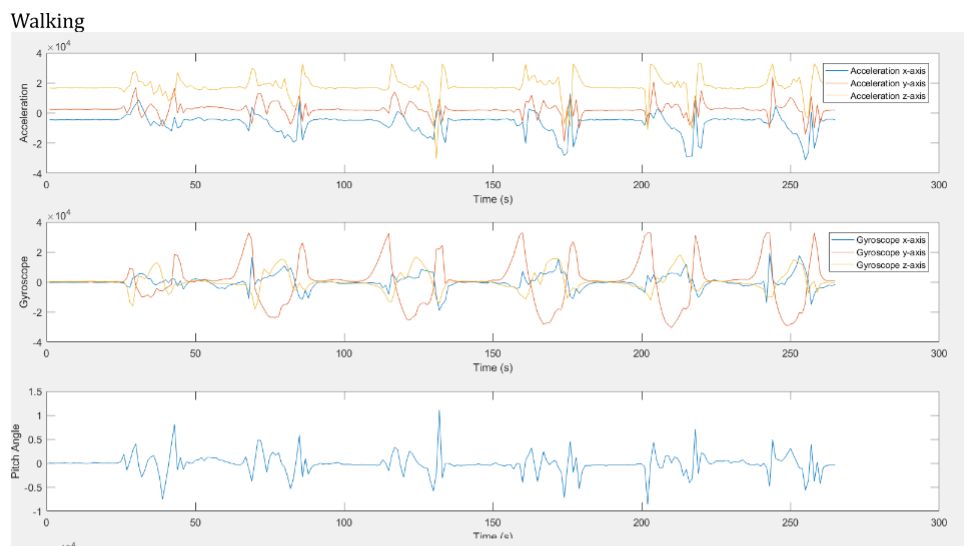 Walking
× 10⁴
4
2
0
-2
-4
Acceleration
Acceleration x-axis
Acceleration y-axis
Acceleration z-axis
0 50 100 150 200 250 300
Time (s)
× 10⁴
4
2
0
-2
-4
Gyroscope
Gyroscope x-axis
Gyroscope y-axis
Gyroscope z-axis
0 50 100 150 200 250 300
Time (s)
1.5
1
0.5
0
-0.5
-1
Pitch Angle
0 50 100 150 200 250 300
Time (s)